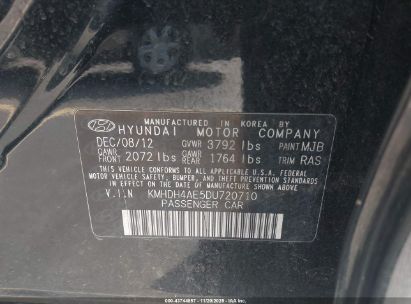 MANUFACTURED IN KOREA BY
HYUNDAI MOTOR COMPANY
DEC/08/12 GVWR 3792 lbs PAINT MJB
GAWR FRONT 2072 lbs GAWR REAR 1764 lbs TRIM RAS
THIS VEHICLE CONFORMS TO ALL APPLICABLE FEDERAL
MOTOR VEHICLE SAFETY, BUMPER, AND THEFT PREVENTION
STANDARDS IN EFFECT ON THE DATE OF MANUFACTURE
SHOWN ABOVE.
V.I.N KMHDH4AE5DU720710
PASSENGER CAR